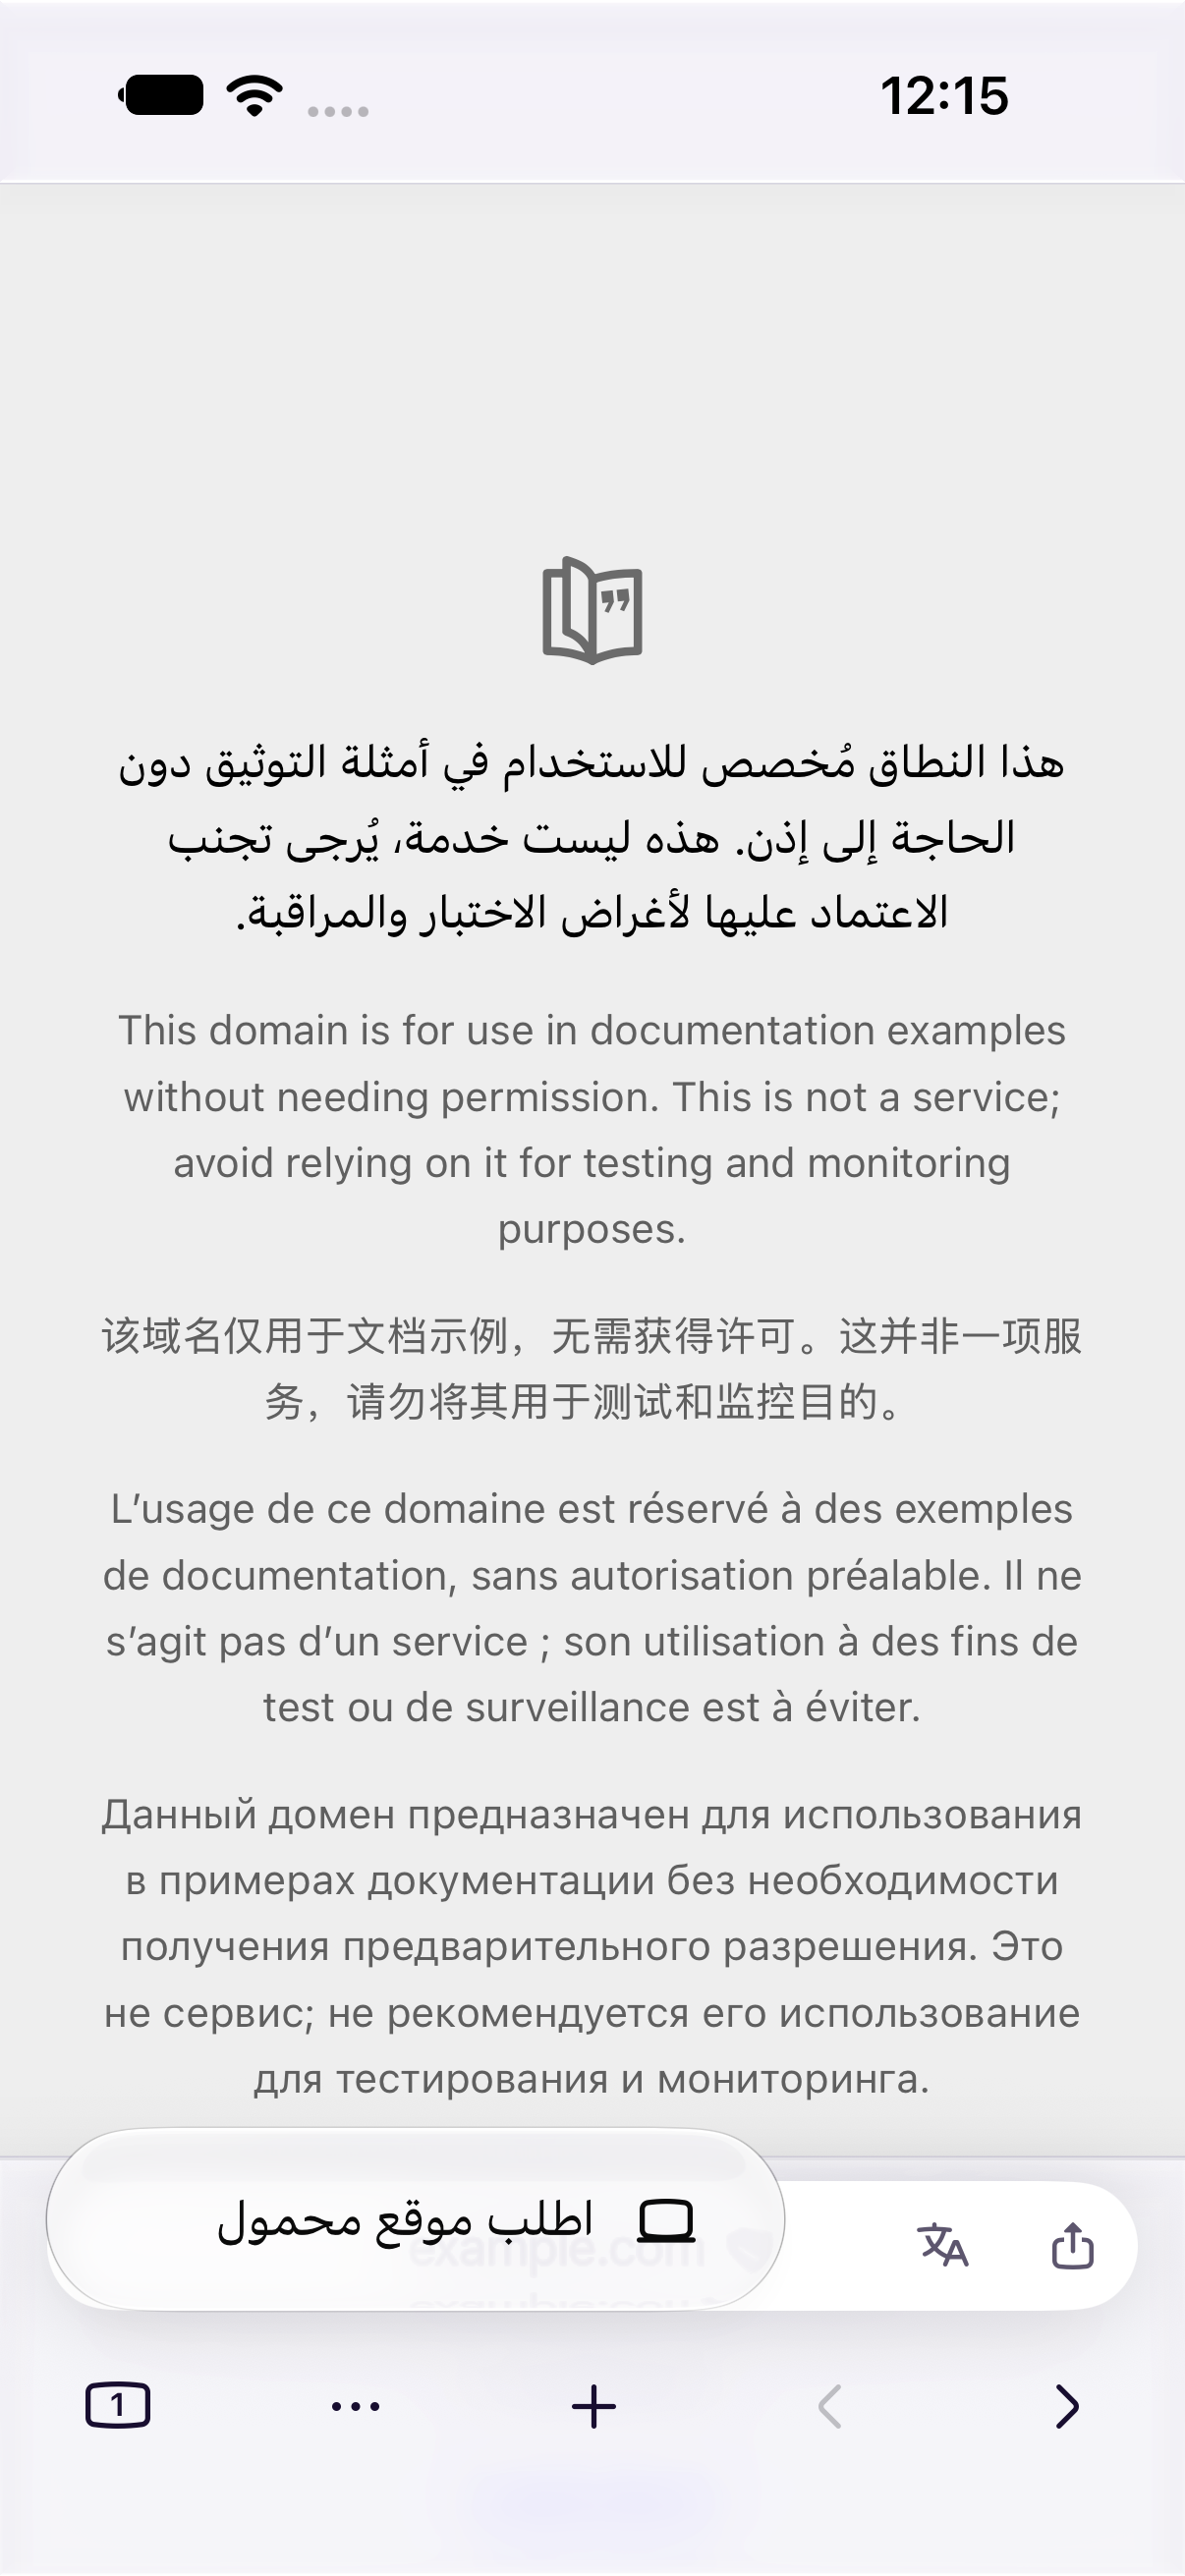 12:15
هذا النطاق مُخصص للاستخدام في أمثلة التوثيق دون
الحاجة إلى إذن. هذه ليست خدمة، يُرجى تجنب
الاعتماد عليها لأغراض الاختبار والمراقبة.
This domain is for use in documentation examples
without needing permission. This is not a service;
avoid relying on it for testing and monitoring
purposes.
该域名仅用于文档示例，无需获得许可。这并非一项服
务，请勿将其用于测试和监控目的。
L’usage de ce domaine est réservé à des exemples
de documentation, sans autorisation préalable. Il ne
s’agit pas d’un service ; son utilisation à des fins de
test ou de surveillance est à éviter.
Данный домен предназначен для использования
в примерах документации без необходимости
получения предварительного разрешения. Это
не сервис; не рекомендуется его использование
для тестирования и мониторинга.
اطلب موقع محمول
example.com
1